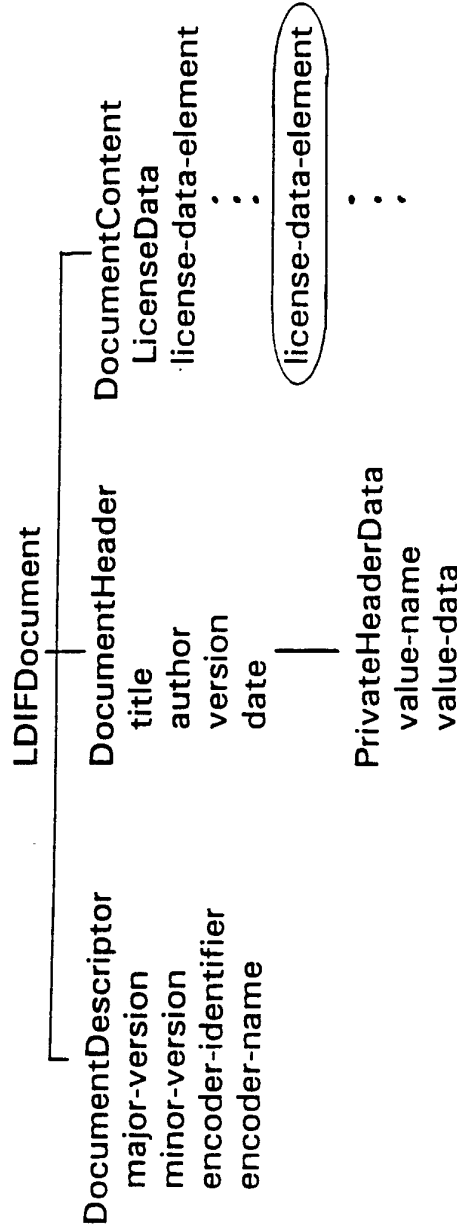 LDIFDocument
DocumentDescriptor
major-version
minor-version
encoder-identifier
encoder-name
DocumentHeader
title
author
version
date
PrivateHeaderData
value-name
value-data
DocumentContent
LicenseData
license-data-element
license-data-element